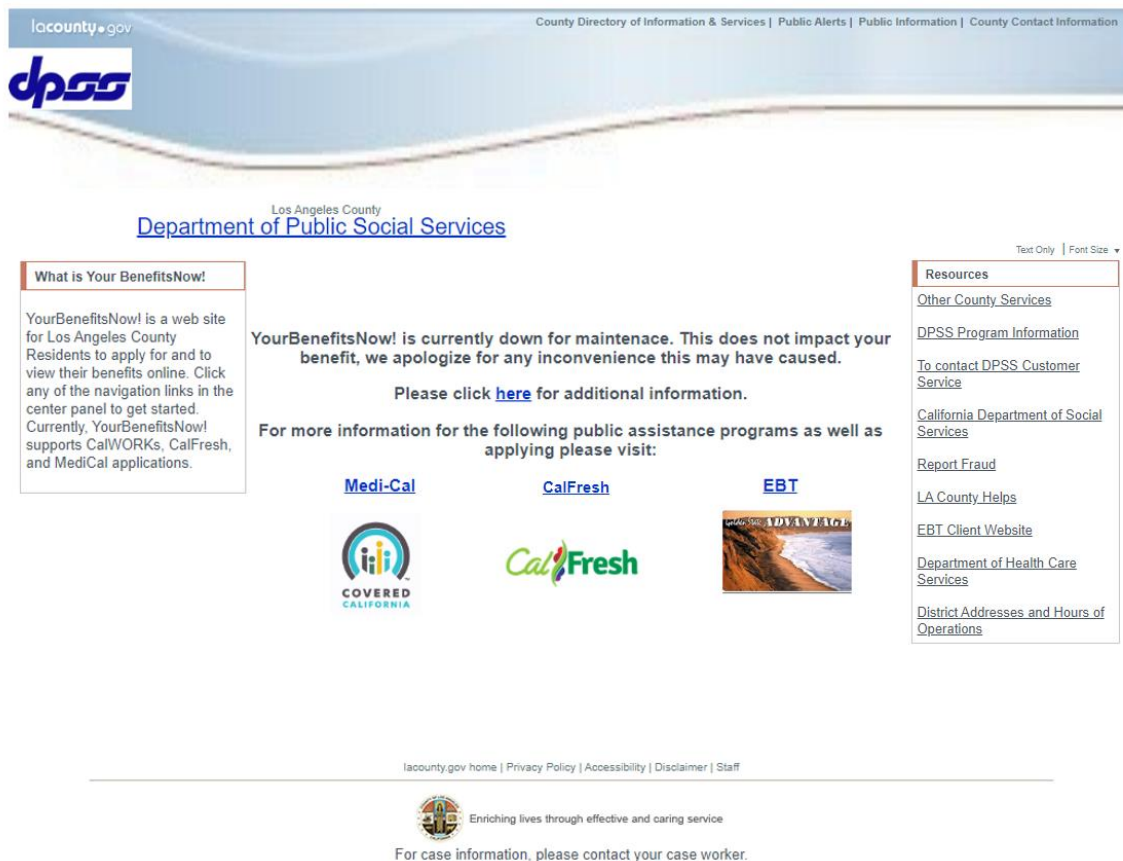 lacounty.gov
County Directory of Information & Services | Public Alerts | Public Information | County Contact Information
dpss
Los Angeles County
Department of Public Social Services
Text Only | Font Size
What is Your BenefitsNow!
YourBenefitsNow! is a web site
for Los Angeles County
Residents to apply for and to
view their benefits online. Click
any of the navigation links in the
center panel to get started.
Currently, YourBenefitsNow!
supports CalWORKs, CalFresh,
and MediCal applications.
YourBenefitsNow! is currently down for maintenace. This does not impact your
benefit, we apologize for any inconvenience this may have caused.
Please click here for additional information.
For more information for the following public assistance programs as well as
applying please visit:
Medi-Cal
CalFresh
EBT
COVERED
CALIFORNIA
CalFresh
Golden State ADVANTAGE
Resources
Other County Services
DPSS Program Information
To contact DPSS Customer
Service
California Department of Social
Services
Report Fraud
LA County Helps
EBT Client Website
Department of Health Care
Services
District Addresses and Hours of
Operations
lacounty.gov home | Privacy Policy | Accessibility | Disclaimer | Staff
Enriching lives through effective and caring service
For case information, please contact your case worker.